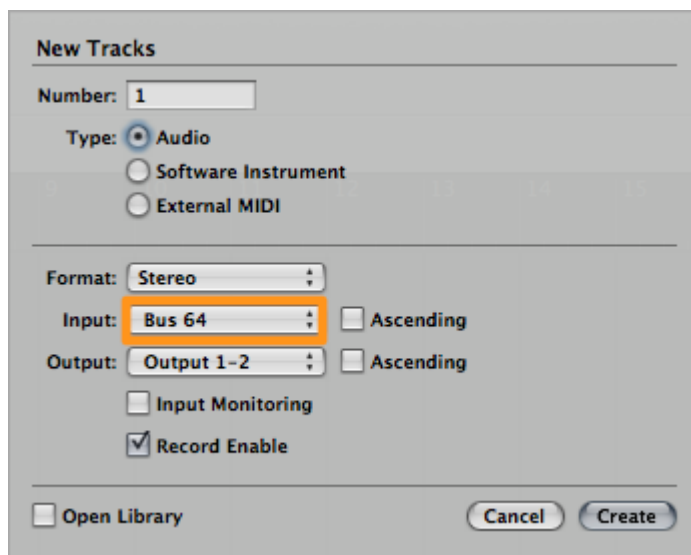 New Tracks
Number: 1
Type: Audio
Software Instrument
External MIDI
Format: Stereo
Input: Bus 64 Ascending
Output: Output 1-2 Ascending
Input Monitoring
Record Enable
Open Library Cancel Create